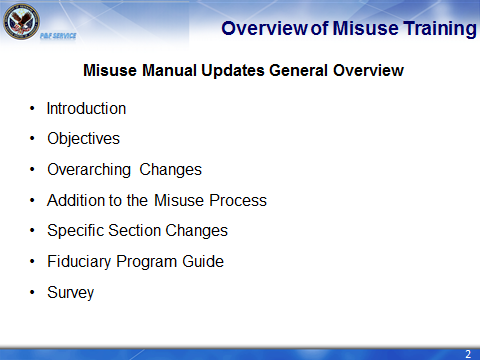 Overview of Misuse Training
P&F SERVICE
Misuse Manual Updates General Overview
• Introduction
• Objectives
• Overarching Changes
• Addition to the Misuse Process
• Specific Section Changes
• Fiduciary Program Guide
• Survey
2